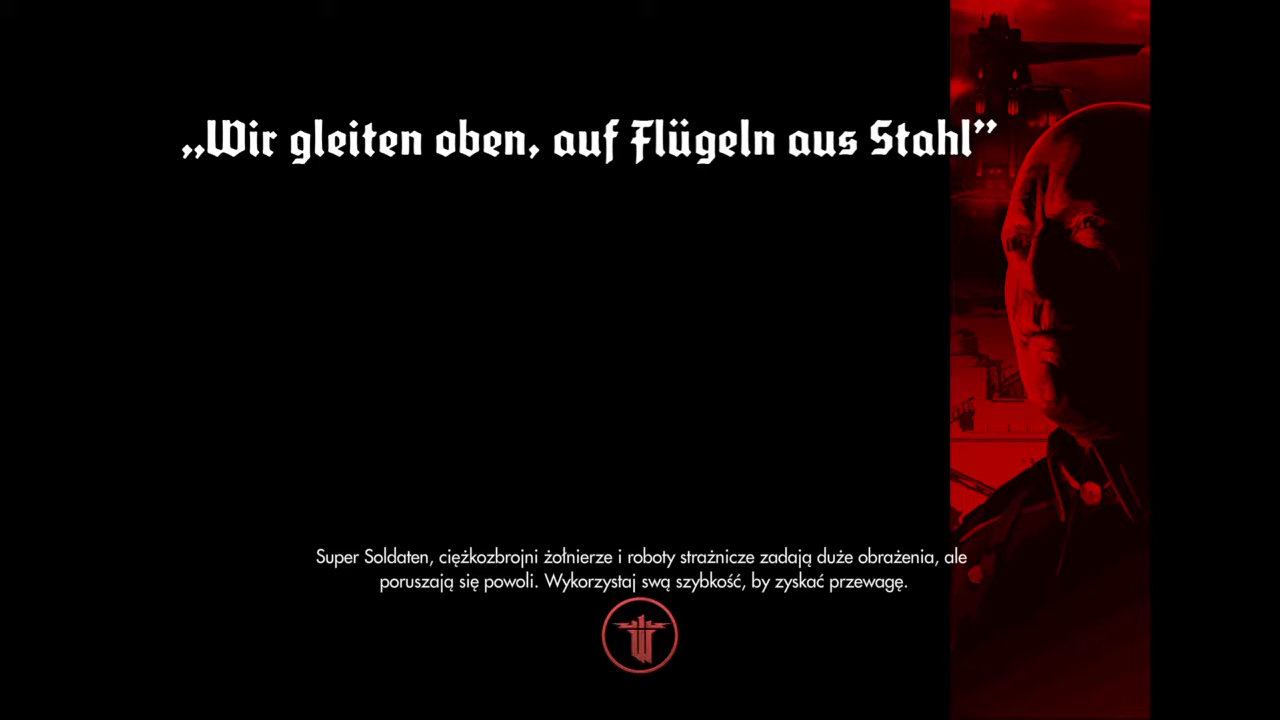 „Wir gleiten oben, auf Flügeln aus Stahl”
Super Soldaten, ciężkozbrojni żołnierze i roboty strażnicze zadają duże obrażenia, ale
poruszają się powoli. Wykorzystaj swą szybkość, by zyskać przewagę.